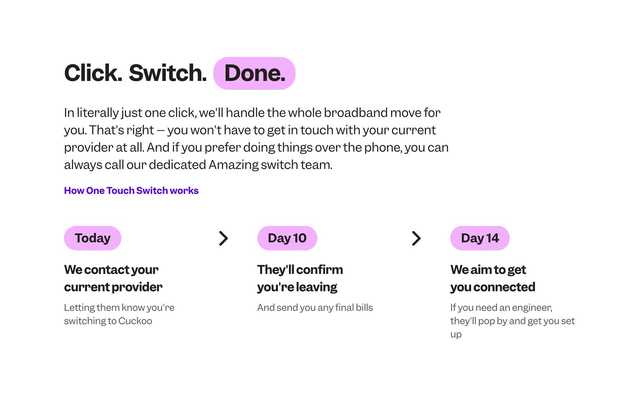 Click. Switch. Done.
In literally just one click, we'll handle the whole broadband move for
you. That's right – you won't have to get in touch with your current
provider at all. And if you prefer doing things over the phone, you can
always call our dedicated Amazing switch team.
How One Touch Switch works
Today
We contact your
current provider
Letting them know you're
switching to Cuckoo
Day 10
They'll confirm
you're leaving
And send you any final bills
Day 14
We aim to get
you connected
If you need an engineer,
they'll pop by and get you set
up